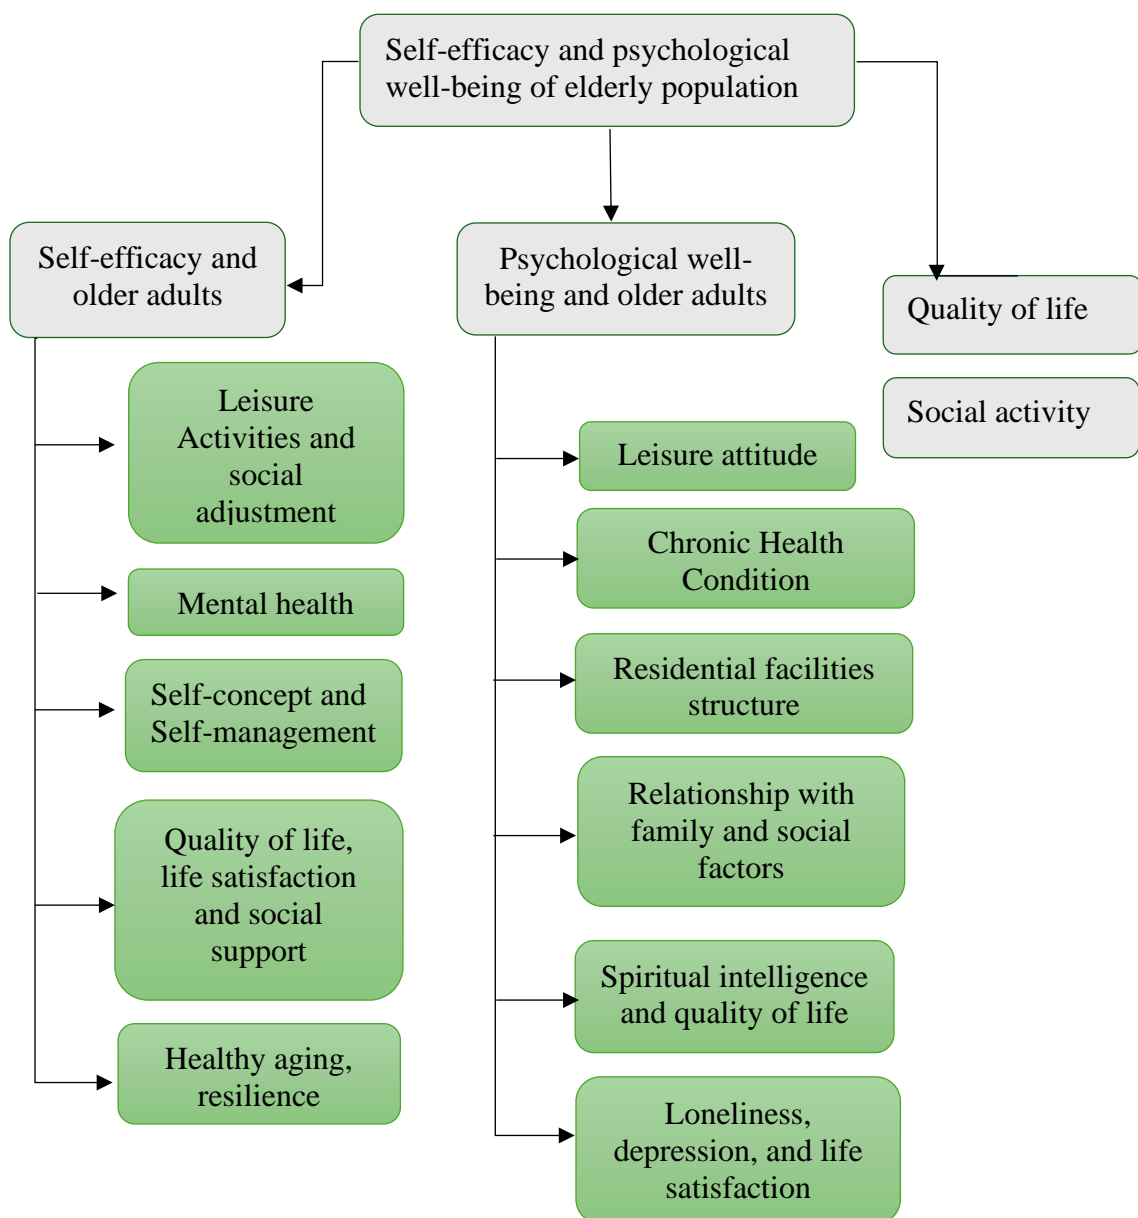 Self-efficacy and psychological
well-being of elderly population
Self-efficacy and
older adults
Psychological well-
being and older adults
Quality of life
Social activity
Leisure
Activities and
social
adjustment
Mental health
Self-concept and
Self-management
Quality of life,
life satisfaction
and social
support
Healthy aging,
resilience
Leisure attitude
Chronic Health
Condition
Residential facilities
structure
Relationship with
family and social
factors
Spiritual intelligence
and quality of life
Loneliness,
depression, and life
satisfaction